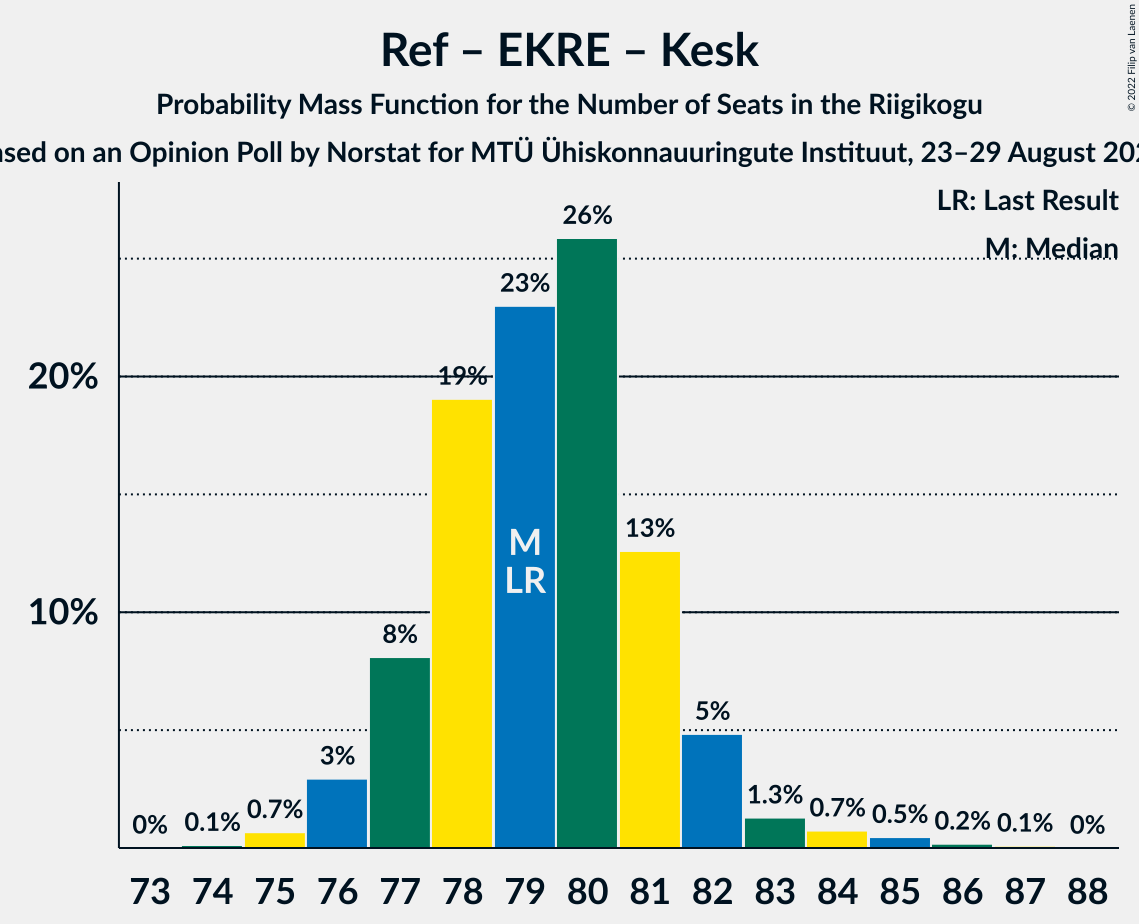 Ref – EKRE – Kesk
Probability Mass Function for the Number of Seats in the Riigikogu
on an Opinion Poll by Norstat for MTÜ Ühiskonnauuringute Instituut, 23–29 August
© 2022 Filip van Laenen
LR: Last Result
M: Median
26%
23%
20%
19%
13%
M
LR
10%
8%
5%
3%
0% 0.1% 0.7% 1.3% 0.7% 0.5% 0.2% 0.1% 0%
73 74 75 76 77 78 79 80 81 82 83 84 85 86 87 88